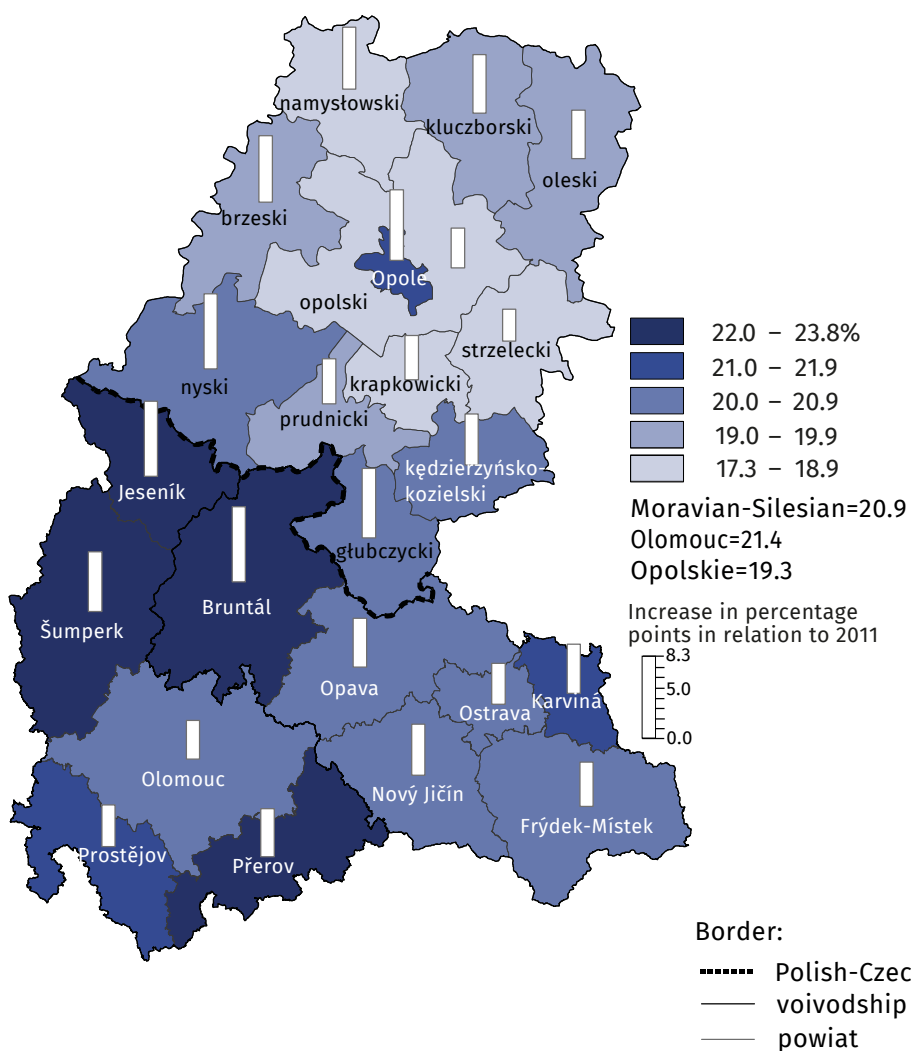 namysłowski
kluczborski
oleski
brzeski
Opole
opolski
strzelecki
krapkowicki
nyski
prudnicki
kędzierzyńsko-
kozielski
Jeseník
głubczycki
Bruntál
Šumperk
Opava
Ostrava
Karviná
Olomouc
Nový Jičín
Frýdek-Místek
Prostějov
Přerov
22.0 – 23.8%
21.0 – 21.9
20.0 – 20.9
19.0 – 19.9
17.3 – 18.9
Moravian-Silesian=20.9
Olomouc=21.4
Opolskie=19.3
Increase in percentage
points in relation to 2011
8.3
5.0
0.0
Border:
Polish-Czec
voivodship
powiat